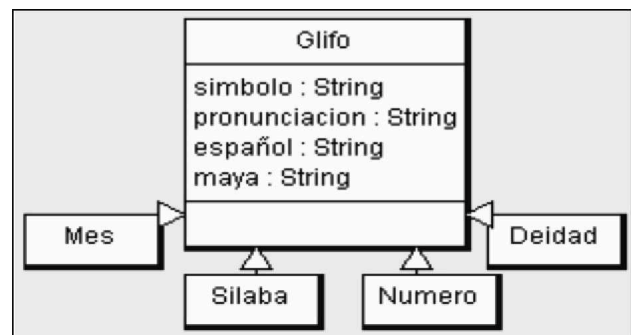 Glifo
simbolo : String
pronunciacion : String
español : String
maya : String
Mes
Deidad
Silaba
Numero